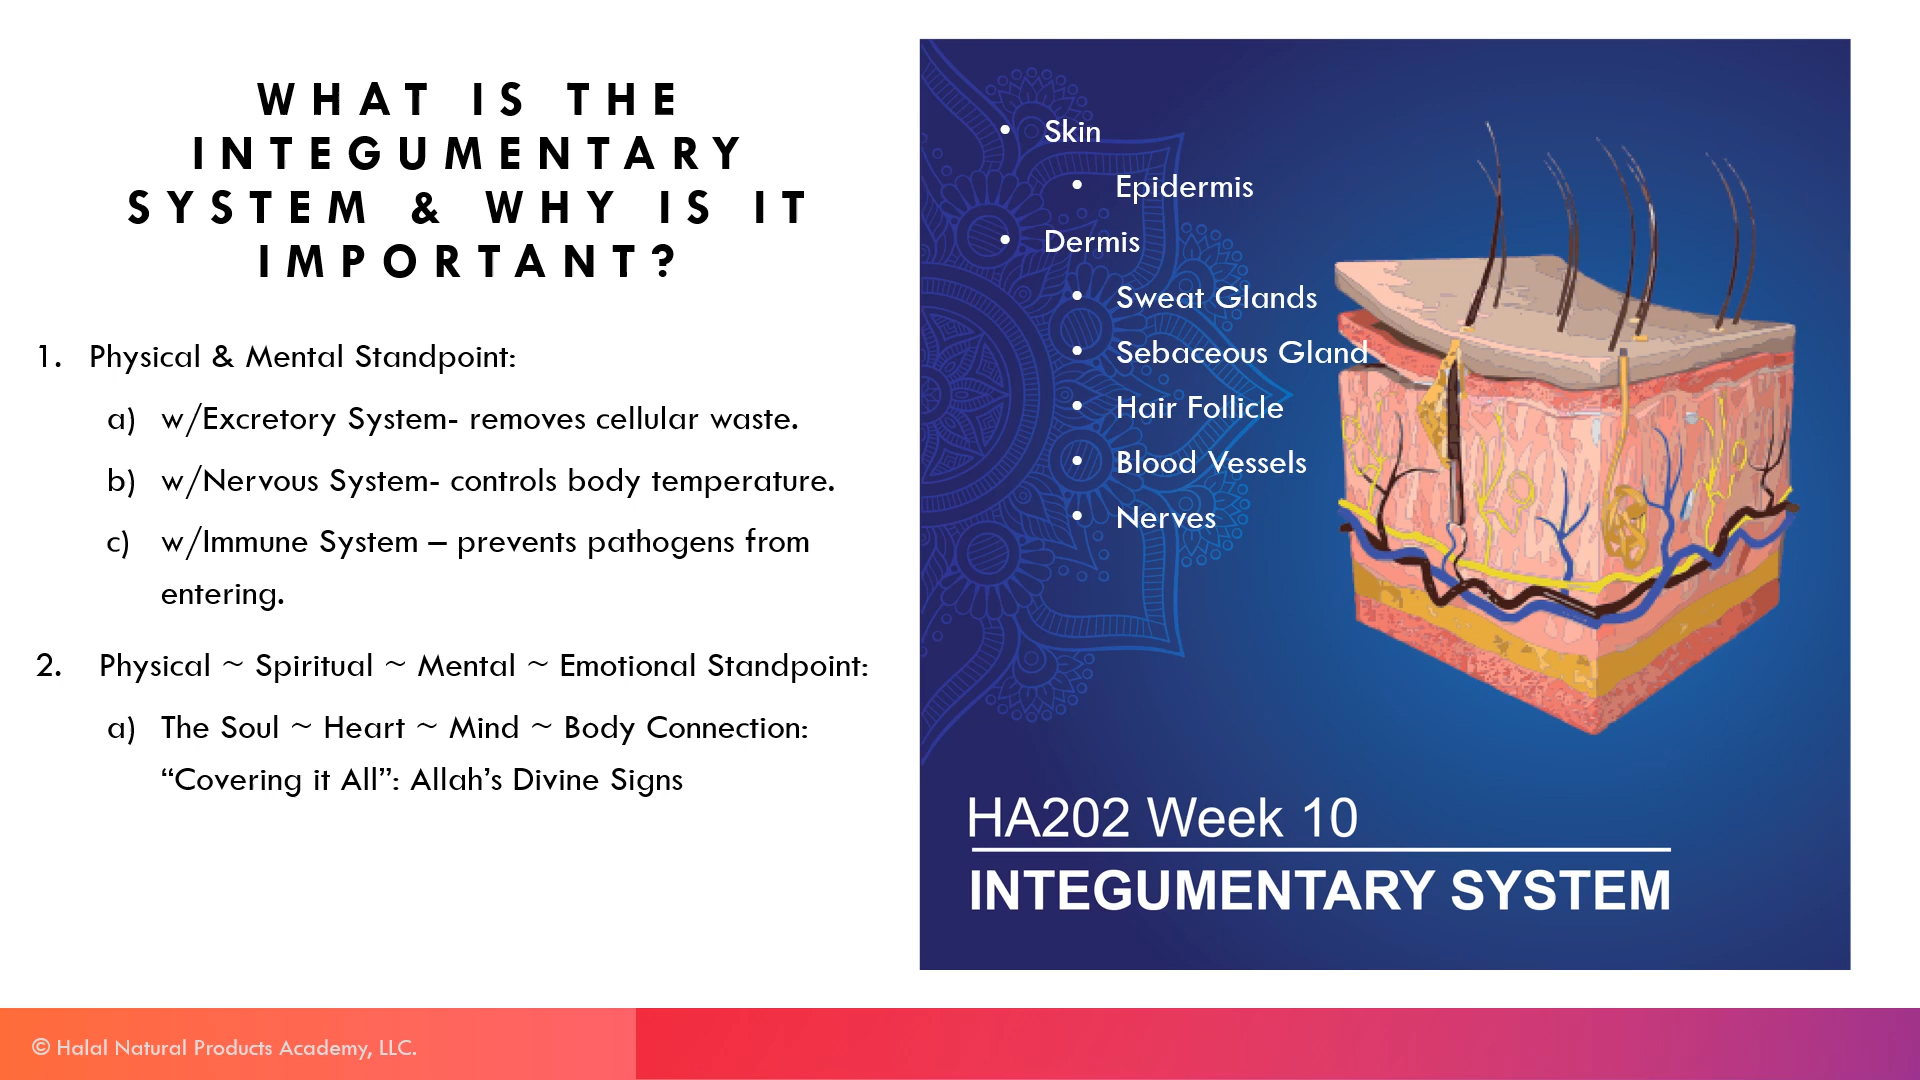 WHAT IS THE
INTEGUMENTARY
SYSTEM & WHY IS IT
IMPORTANT?
1. Physical & Mental Standpoint:
a) w/Excretory System- removes cellular waste.
b) w/Nervous System- controls body temperature.
c) w/Immune System – prevents pathogens from
entering.
2. Physical ~ Spiritual ~ Mental ~ Emotional Standpoint:
a) The Soul ~ Heart ~ Mind ~ Body Connection:
“Covering it All”: Allah’s Divine Signs
• Skin
• Epidermis
• Dermis
• Sweat Glands
• Sebaceous Gland
• Hair Follicle
• Blood Vessels
• Nerves
HA202 Week 10
INTEGUMENTARY SYSTEM
© Halal Natural Products Academy, LLC.